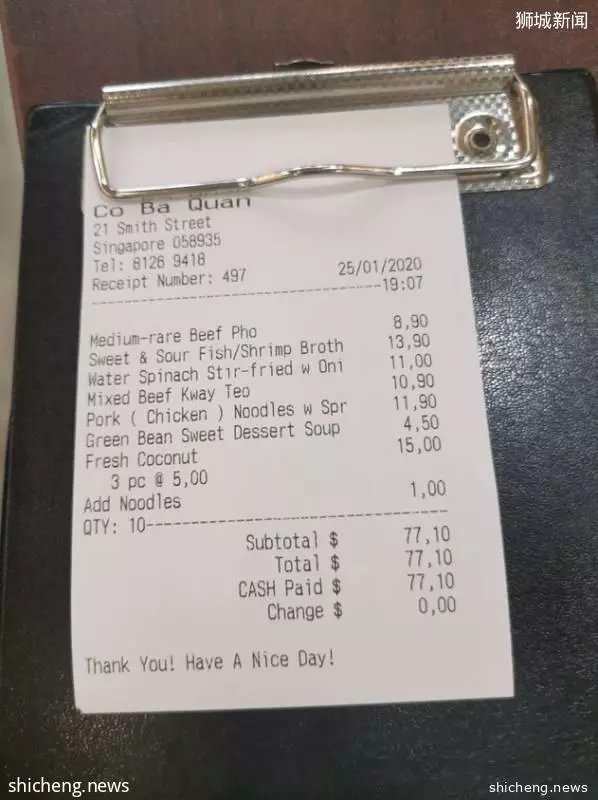 狮城新闻
Co Ba Quan
21 Smith Street
Singapore 058935
Tel: 8126 9418
Receipt Number: 497 25/01/2020
-19:07
Medium-rare Beef Pho 8,90
Sweet & Sour Fish/Shrimp Broth 13,90
Water Spinach Stir-fried w Oni 11,00
Mixed Beef Kway Teo 10,90
Pork ( Chicken ) Noodles w Spr 11,90
Green Bean Sweet Dessert Soup 4,50
Fresh Coconut 15,00
3 pc @ 5,00
Add Noodles 1,00
QTY: 10
Subtotal $ 77,10
Total $ 77,10
CASH Paid $ 77,10
Change $ 0,00
Thank You! Have A Nice Day!
shicheng.news
shicheng.news